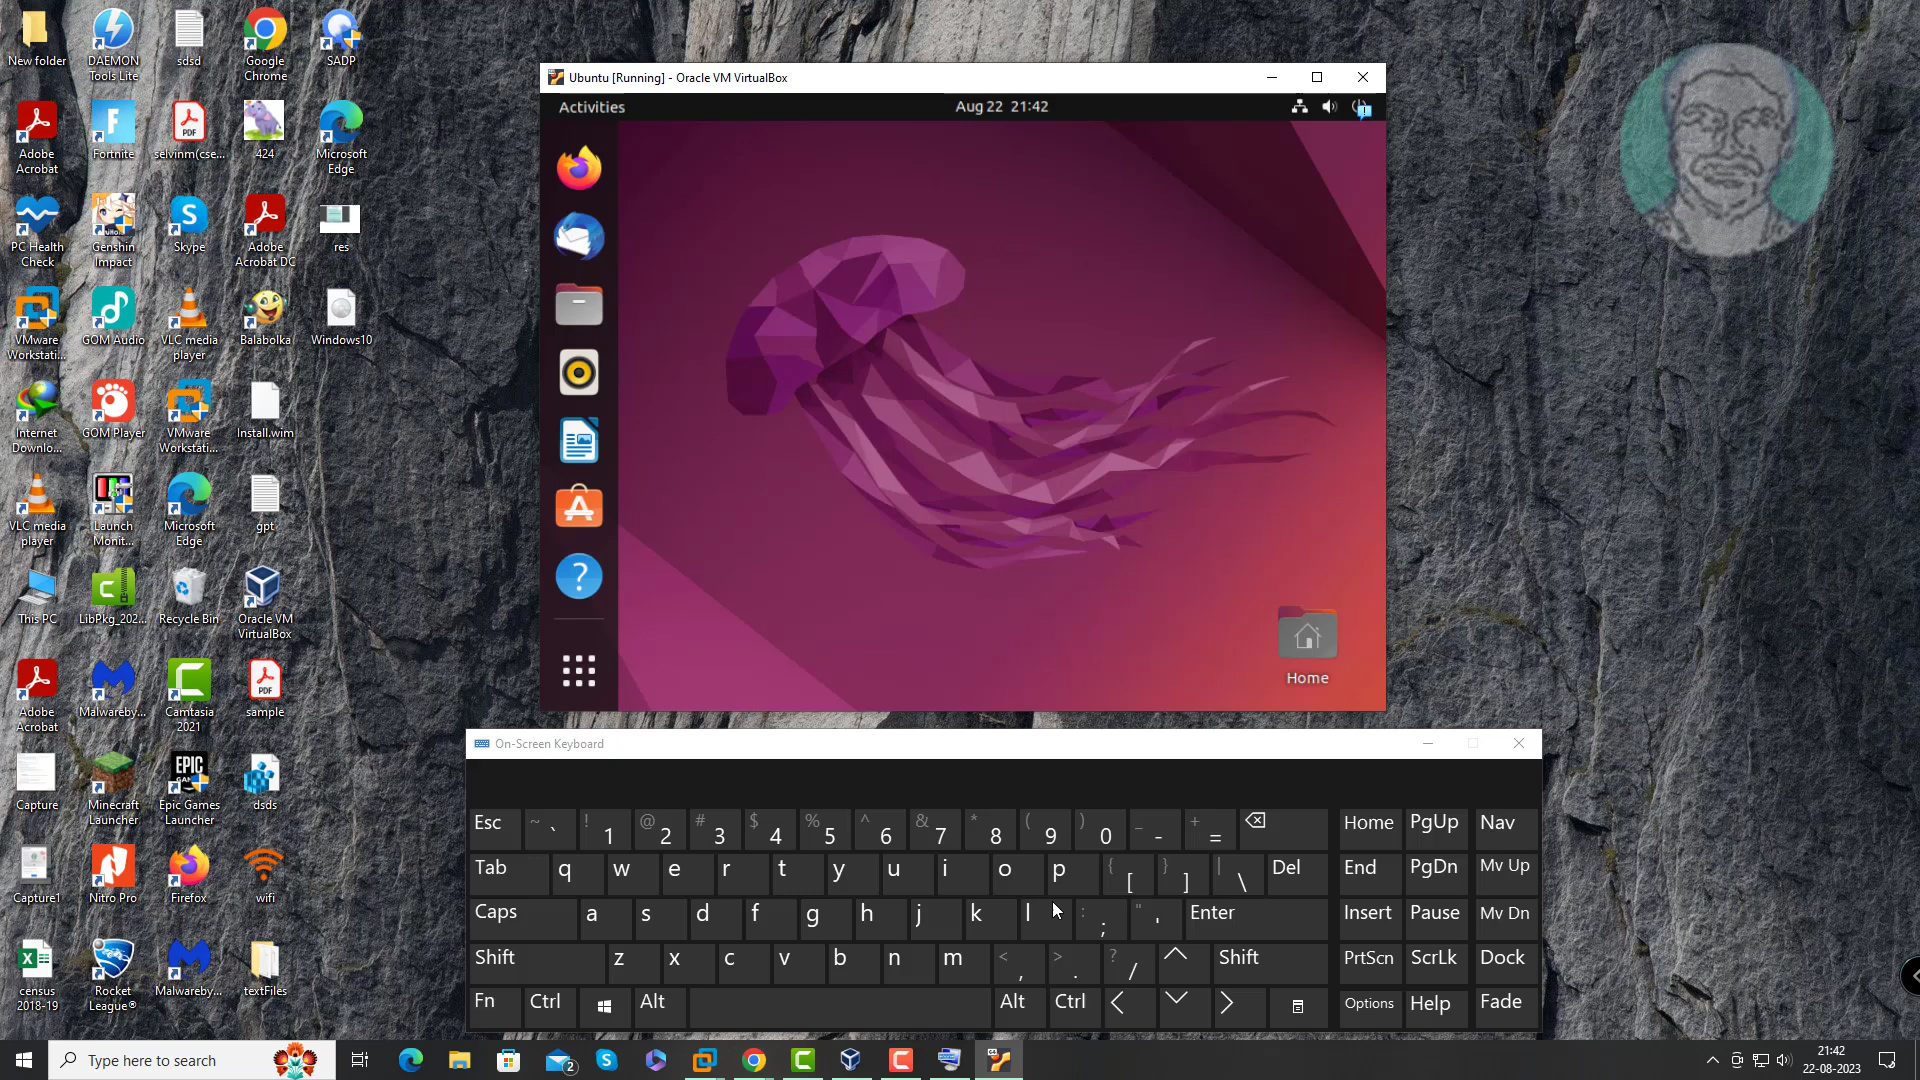 New folder
DAEMON
Tools Lite
sdsd
Google
Chrome
SADP
Adobe
Acrobat
Fortnite
PDF
selvinm(cse...
424
Microsoft
Edge
PC Health
Check
Genshin
Impact
Skype
Adobe
Acrobat DC
res
VMware
Workstati...
GOM Audio
VLC media
player
Balabolka
Windows10
Internet
Downlo...
GOM Player
VMware
Workstati...
Install.wim
VLC media
player
Launch
Monit...
Microsoft
Edge
gpt
This PC
LibPkg_202...
Recycle Bin
Oracle VM
VirtualBox
Adobe
Acrobat
Malwareby...
Camtasia
2021
PDF
sample
Capture
Minecraft
Launcher
EPIC
Epic Games
Launcher
dsds
Capture1
Nitro Pro
Firefox
wifi
census
2018-19
Rocket
League®
Malwareby...
textFiles
Ubuntu [Running] - Oracle VM VirtualBox
Activities
Aug 22 21:42
Home
On-Screen Keyboard
Esc ~ ` ! 1 @ 2 # 3 $ 4 % 5 ^ 6 & 7 * 8 ( 9 ) 0 _ - + = Home PgUp Nav
Tab q w e r t y u i o p { [ } ] | \ Del End PgDn Mv Up
Caps a s d f g h j k l : ; " ' Enter Insert Pause Mv Dn
Shift z x c v b n m < , > . ? / Shift PrtScn ScrLk Dock
Fn Ctrl Alt Alt Ctrl Options Help Fade
Type here to search
2
21:42
22-08-2023